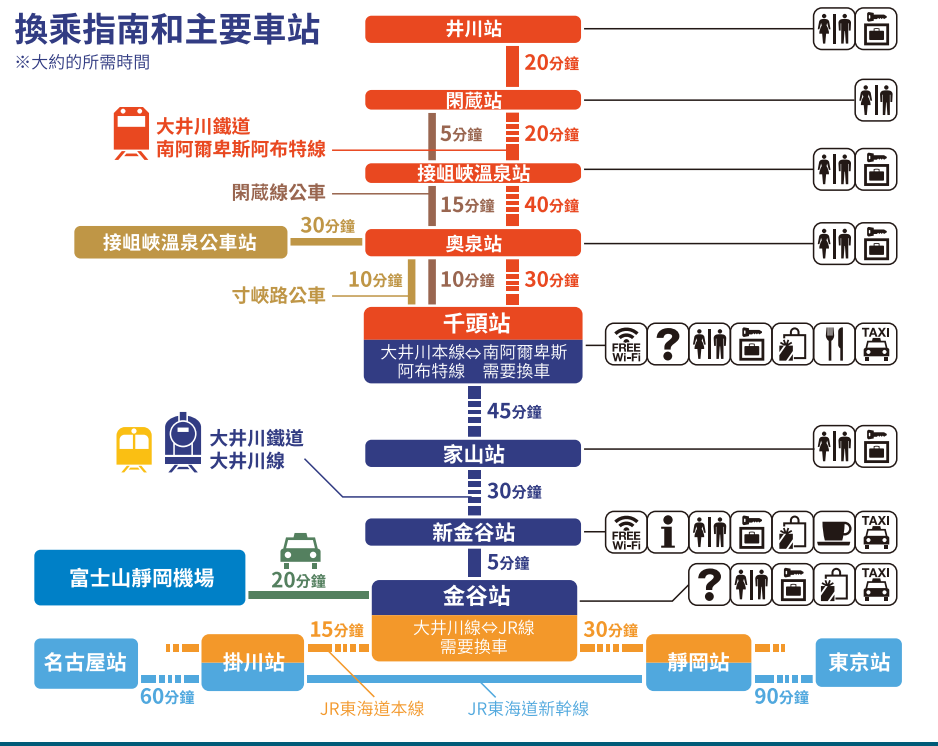 換乘指南和主要車站
※大約的所需時間
井川站
20分鐘
閑蔵站
大井川鐵道
南阿爾卑斯阿布特線
5分鐘
20分鐘
接岨峽溫泉站
閑蔵線公車
15分鐘
40分鐘
接岨峽溫泉公車站
30分鐘
奧泉站
寸峽路公車
10分鐘
10分鐘
30分鐘
千頭站
大井川本線⇔南阿爾卑斯
阿布特線 需要換車
FREE
Wi-Fi
?
TAXI
45分鐘
大井川鐵道
大井川線
家山站
30分鐘
新金谷站
FREE
Wi-Fi
i
TAXI
5分鐘
富士山靜岡機場
20分鐘
金谷站
大井川線⇔JR線
需要換車
?
TAXI
15分鐘
30分鐘
名古屋站
掛川站
靜岡站
東京站
60分鐘
90分鐘
JR東海道本線
JR東海道新幹線